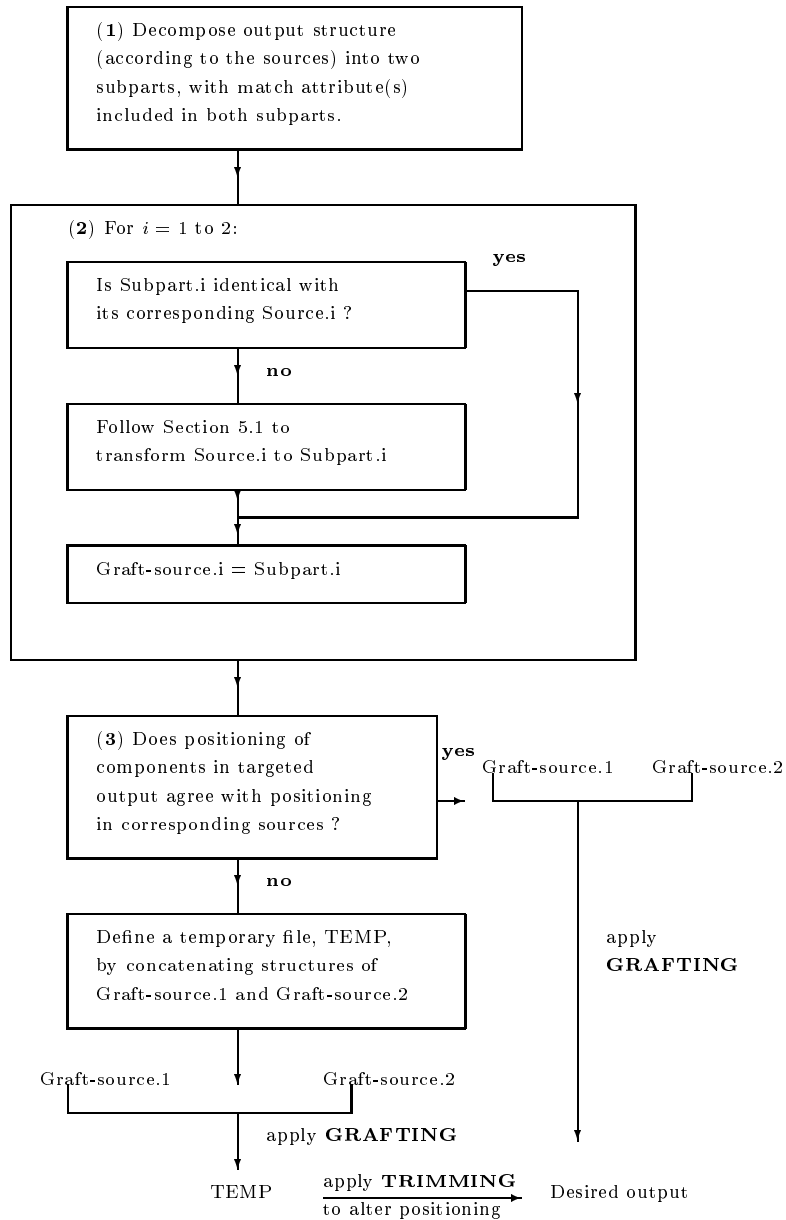 (1) Decompose output structure
(according to the sources) into two
subparts, with match attribute(s)
included in both subparts.
(2) For i = 1 to 2:
yes
Is Subpart.i identical with
its corresponding Source.i ?
no
Follow Section 5.1 to
transform Source.i to Subpart.i
Graft-source.i = Subpart.i
(3) Does positioning of
components in targeted
output agree with positioning
in corresponding sources ?
yes
Graft-source.1
Graft-source.2
no
Define a temporary file, TEMP,
by concatenating structures of
Graft-source.1 and Graft-source.2
apply
GRAFTING
Graft-source.1
Graft-source.2
apply GRAFTING
TEMP
apply TRIMMING
to alter positioning
Desired output